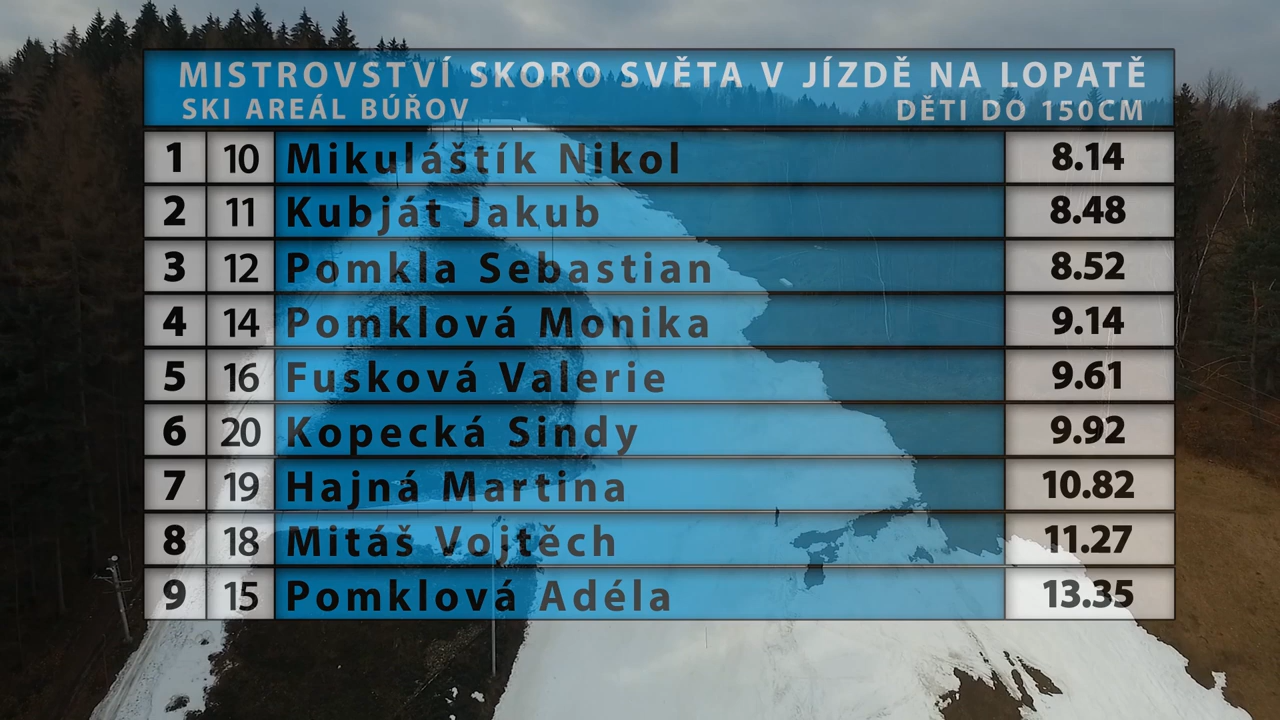 MISTROVSTVÍ SKORO SVĚTA V JÍZDĚ NA LOPATĚ
SKI AREÁL BÚŘOV DĚTI DO 150CM
1 10 Mikuláštík Nikol 8.14
2 11 Kubját Jakub 8.48
3 12 Pomkla Sebastian 8.52
4 14 Pomklová Monika 9.14
5 16 Fusková Valerie 9.61
6 20 Kopecká Sindy 9.92
7 19 Hajná Martina 10.82
8 18 Mitáš Vojtěch 11.27
9 15 Pomklová Adéla 13.35